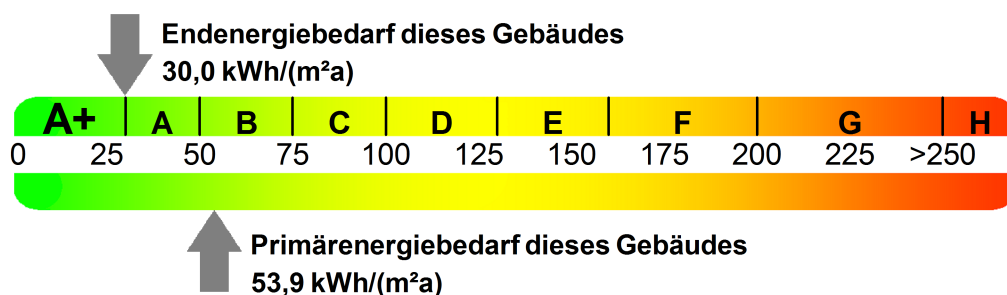 Endenergiebedarf dieses Gebäudes
30,0 kWh/(m²a)
A+ A B C D E F G H
0 25 50 75 100 125 150 175 200 225 >250
Primärenergiebedarf dieses Gebäudes
53,9 kWh/(m²a)